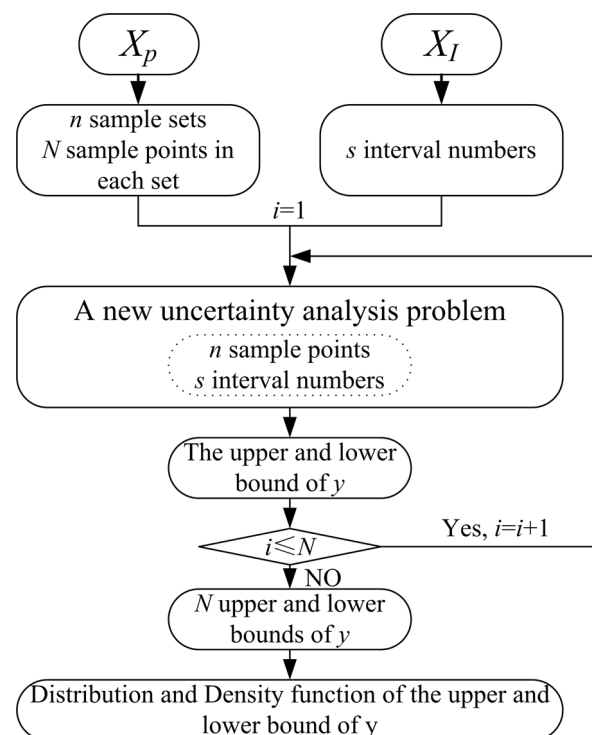 Xp
XI
n sample sets
N sample points in
each set
s interval numbers
i=1
A new uncertainty analysis problem
n sample points
s interval numbers
The upper and lower
bound of y
i⩽N
Yes, i=i+1
NO
N upper and lower
bounds of y
Distribution and Density function of the upper and
lower bound of y